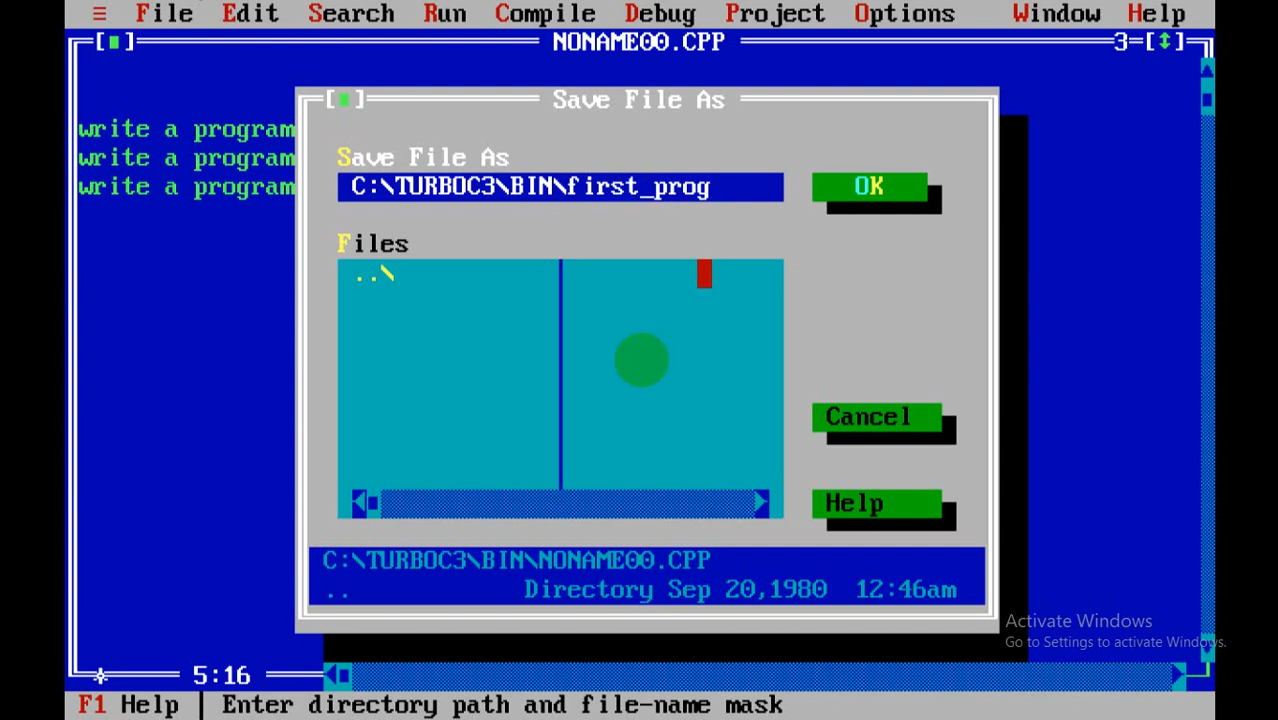 ≡ File Edit Search Run Compile Debug Project Options Window Help
[■] NONAME00.CPP 3=[↕]
[■] Save File As
write a program
write a program
write a program
Save File As
C:\TURBOC3\BIN\first_prog
OK
Files
..\
Cancel
Help
C:\TURBOC3\BIN\NONAME00.CPP
.. Directory Sep 20,1980 12:46am
Activate Windows
Go to Settings to activate Windows.
5:16
F1 Help | Enter directory path and file-name mask